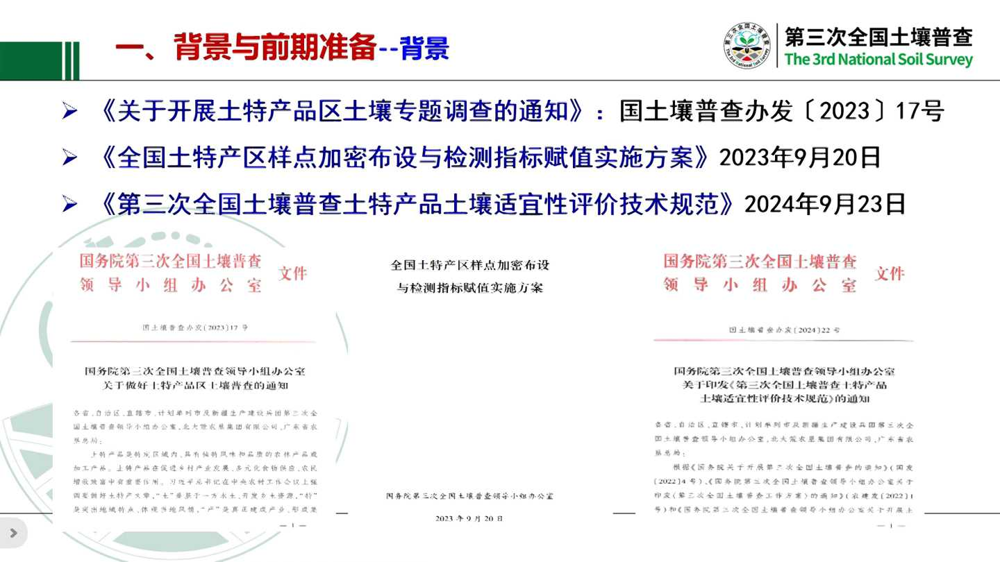 一、背景与前期准备--背景
第三次全国土壤普查
The 3rd National Soil Survey
《关于开展土特产品区土壤专题调查的通知》：国土壤普查办发〔2023〕17号
《全国土特产区样点加密布设与检测指标赋值实施方案》2023年9月20日
《第三次全国土壤普查土特产品土壤适宜性评价技术规范》2024年9月23日
国务院第三次全国土壤普查
领导小组办公室
文件
国土壤普查办发〔2023〕17号
国务院第三次全国土壤普查领导小组办公室
关于做好土特产品区土壤普查的通知
各省、自治区、直辖市、计划单列市及新疆生产建设兵团第三次全
国土壤普查领导小组办公室，北大荒农垦集团有限公司、广东省农
垦总局：
土特产品是特定区域内、具有独特风味和品质的农林产品或
加工产品。土特产品在促进乡村产业发展、多元化食物供应、农民
增收致富中有重要作用。习近平总书记在中央农村工作会议上强
调要做好土特产文章，“土”要基于一方水土、开发乡土资源，“特”
是突出地域特点、体现当地风情，“产”是真正建成产业、形成集
— 1 —
全国土特产区样点加密布设
与检测指标赋值实施方案
国务院第三次全国土壤普查领导小组办公室
2023年9月20日
国务院第三次全国土壤普查
领导小组办公室
文件
国土壤普查办发〔2024〕22号
国务院第三次全国土壤普查领导小组办公室
关于印发《第三次全国土壤普查土特产品
土壤适宜性评价技术规范》的通知
各省、自治区、直辖市、计划单列市及新疆生产建设兵团第三次全
国土壤普查领导小组办公室，北大荒农垦集团有限公司、广东省农
垦总局：
根据《国务院关于开展第三次全国土壤普查的通知》（国发
〔2022〕4号）、《国务院第三次全国土壤普查领导小组办公室关于
印发〈第三次全国土壤普查工作方案〉的通知》（农建发〔2022〕1
号）和《国务院第三次全国土壤普查领导小组办公室关于开展土
— 1 —